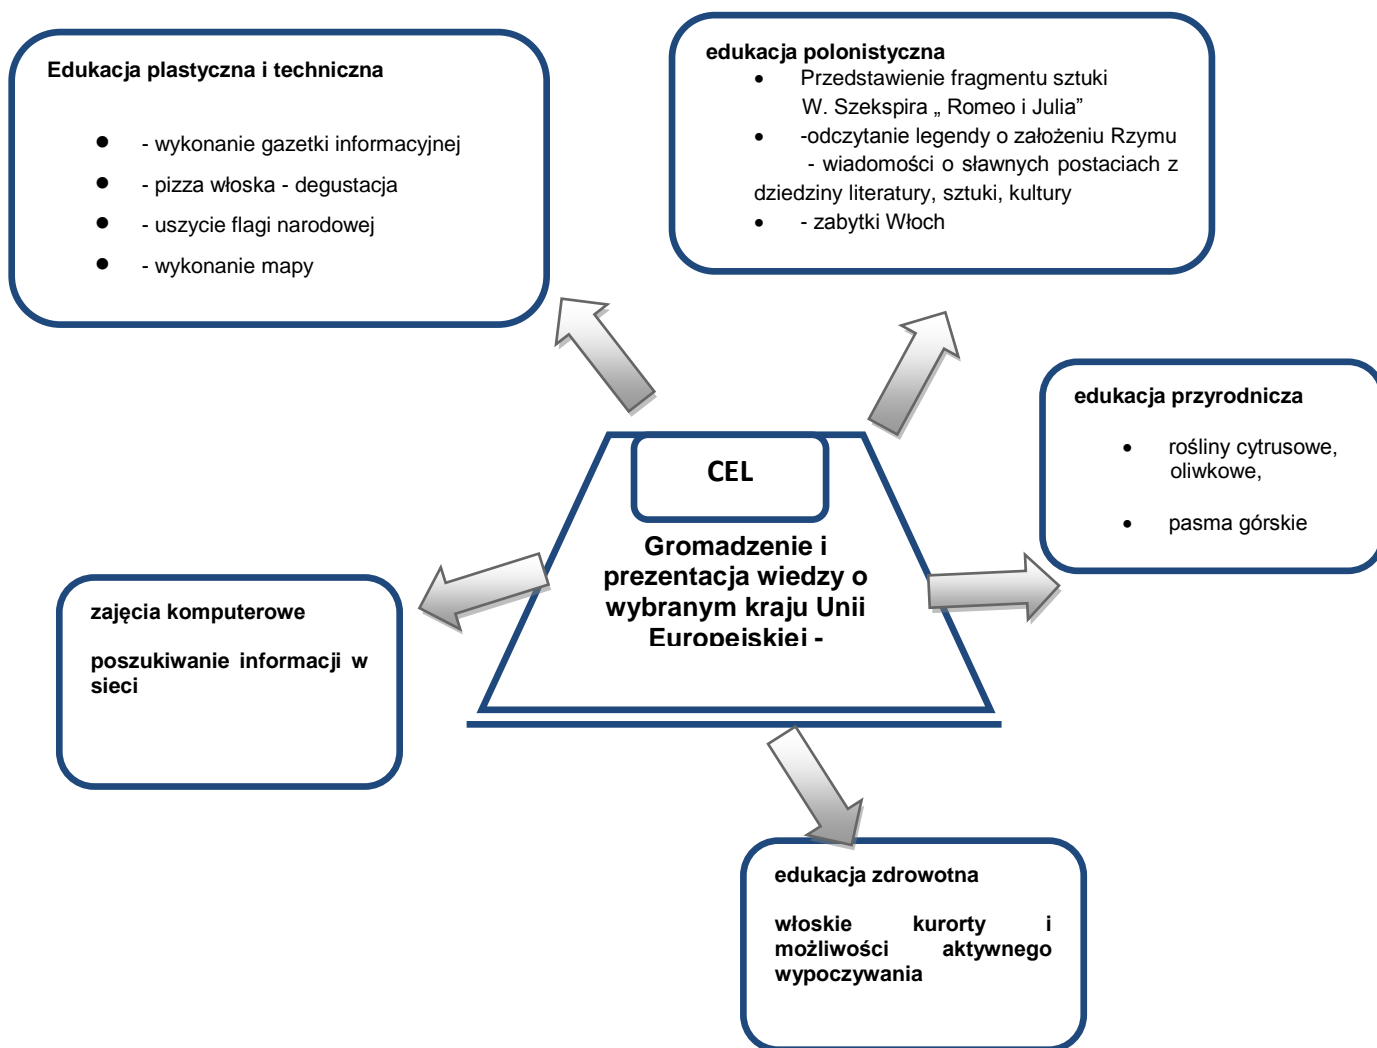 Edukacja plastyczna i techniczna
- wykonanie gazetki informacyjnej
- pizza włoska - degustacja
- uszycie flagi narodowej
- wykonanie mapy
edukacja polonistyczna
Przedstawienie fragmentu sztuki
W. Szekspira „ Romeo i Julia”
-odczytanie legendy o założeniu Rzymu
- wiadomości o sławnych postaciach z
dziedziny literatury, sztuki, kultury
- zabytki Włoch
edukacja przyrodnicza
rośliny cytrusowe,
oliwkowe,
pasma górskie
CEL
Gromadzenie i
prezentacja wiedzy o
wybranym kraju Unii
Europejskiej -
zajęcia komputerowe
poszukiwanie informacji w
sieci
edukacja zdrowotna
włoskie kurorty i
możliwości aktywnego
wypoczywania